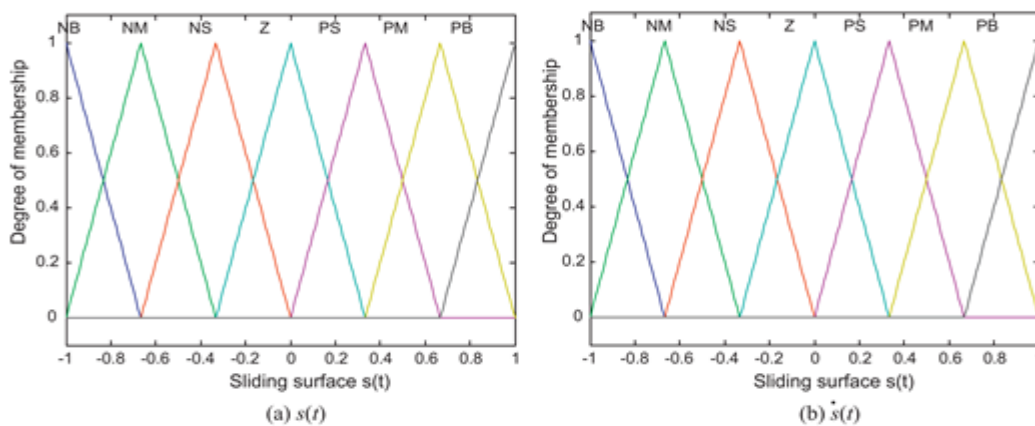 NB NM NS Z PS PM PB
1
0.8
0.6
0.4
0.2
0
Degree of membership
-1 -0.8 -0.6 -0.4 -0.2 0 0.2 0.4 0.6 0.8 1
Sliding surface s(t)
(a) s(t)
NB NM NS Z PS PM PB
1
0.8
0.6
0.4
0.2
0
Degree of membership
-1 -0.8 -0.6 -0.4 -0.2 0 0.2 0.4 0.6 0.8
Sliding surface s(t)
(b) ṡ(t)